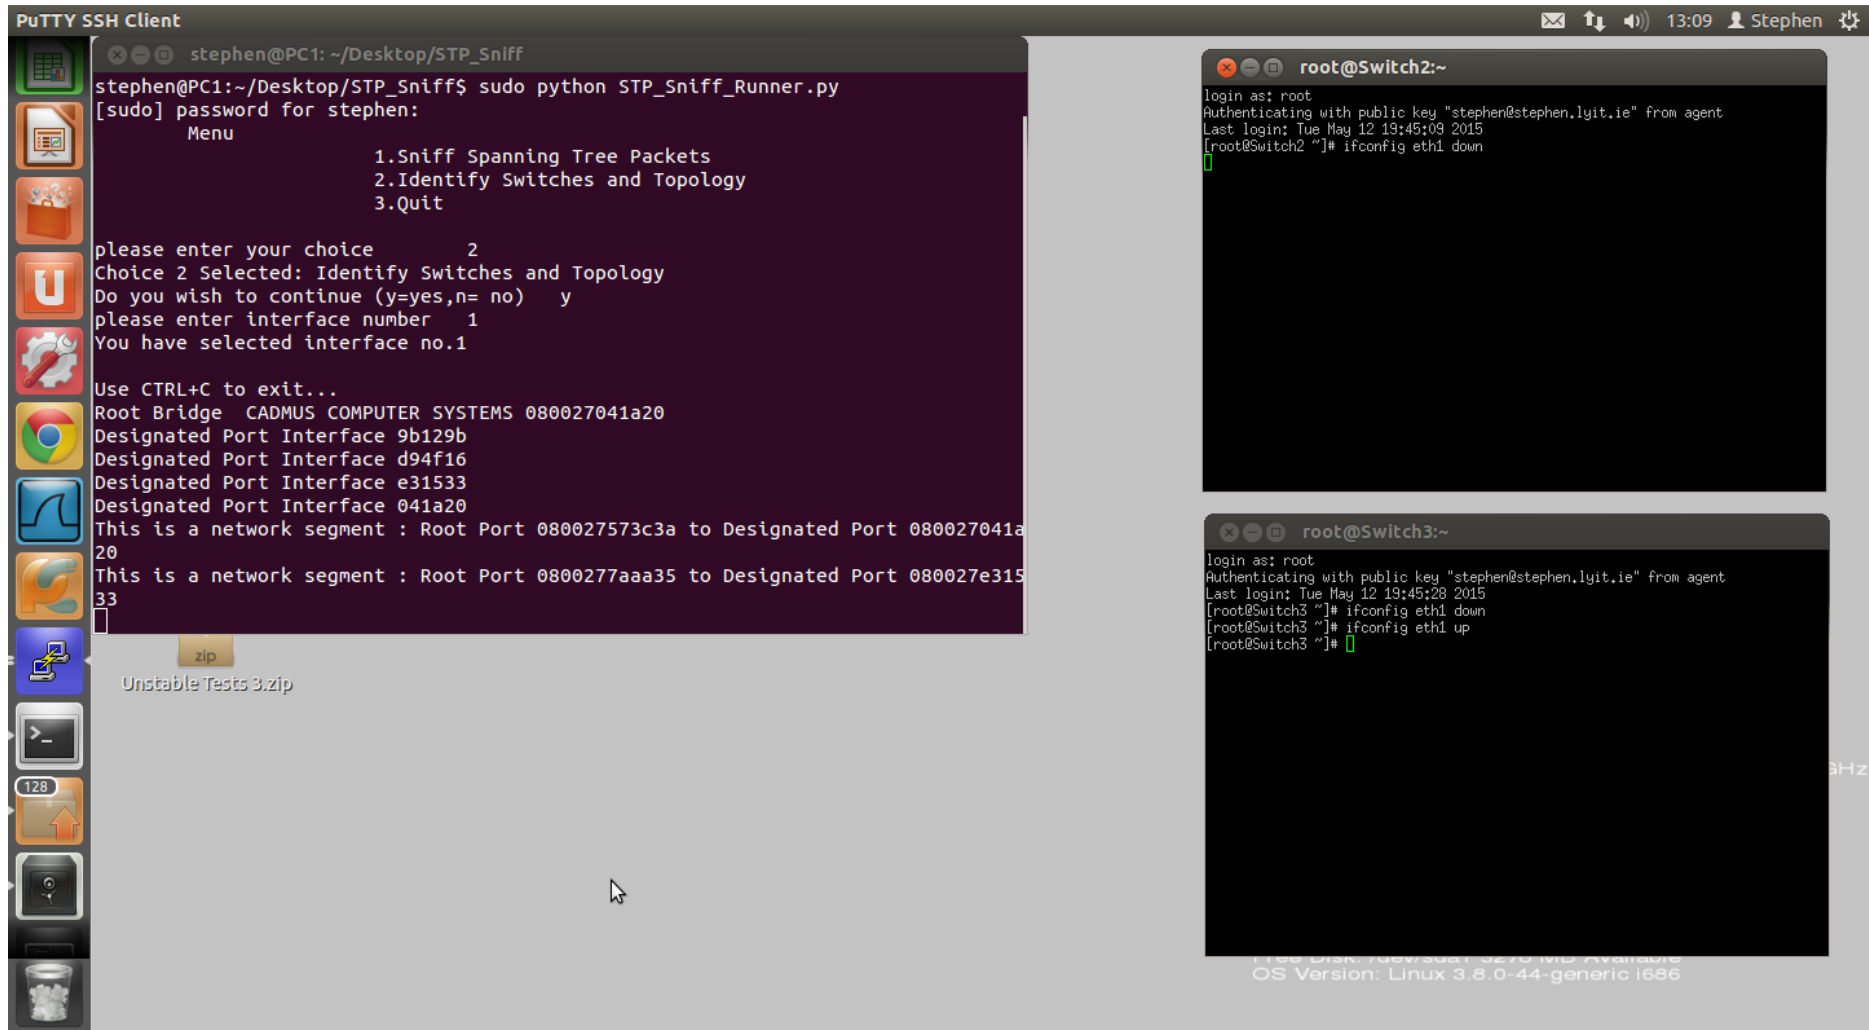 PuTTY SSH Client
13:09 Stephen
stephen@PC1: ~/Desktop/STP_Sniff
stephen@PC1:~/Desktop/STP_Sniff$ sudo python STP_Sniff_Runner.py
[sudo] password for stephen:
Menu
1.Sniff Spanning Tree Packets
2.Identify Switches and Topology
3.Quit
please enter your choice 2
Choice 2 Selected: Identify Switches and Topology
Do you wish to continue (y=yes,n= no) y
please enter interface number 1
You have selected interface no.1
Use CTRL+C to exit...
Root Bridge CADMUS COMPUTER SYSTEMS 080027041a20
Designated Port Interface 9b129b
Designated Port Interface d94f16
Designated Port Interface e31533
Designated Port Interface 041a20
This is a network segment : Root Port 080027573c3a to Designated Port 080027041a
20
This is a network segment : Root Port 0800277aaa35 to Designated Port 080027e315
33
zip
Unstable Tests 3.zip
128
root@Switch2:~
login as: root
Authenticating with public key "stephen@stephen.lyit.ie" from agent
Last login: Tue May 12 19:45:09 2015
[root@Switch2 ~]# ifconfig eth1 down
root@Switch3:~
login as: root
Authenticating with public key "stephen@stephen.lyit.ie" from agent
Last login: Tue May 12 19:45:28 2015
[root@Switch3 ~]# ifconfig eth1 down
[root@Switch3 ~]# ifconfig eth1 up
[root@Switch3 ~]#
GHz
Free Disk: /dev/sda1 3276 MB Available
OS Version: Linux 3.8.0-44-generic i686